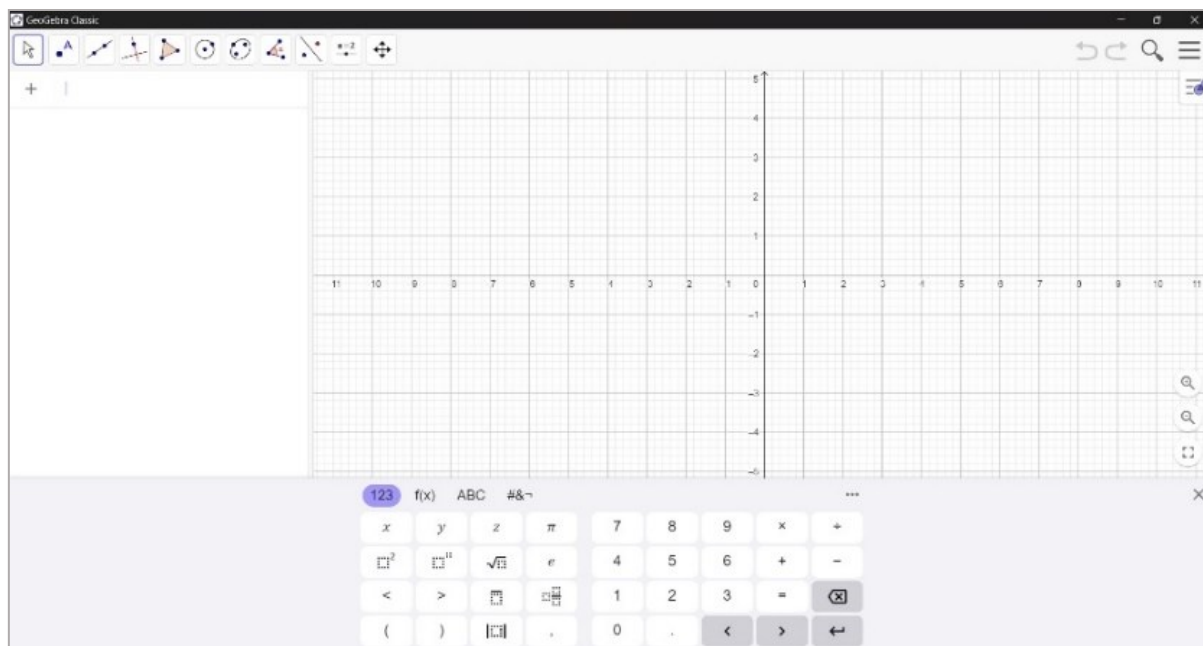 GeoGebra Classic
A
a=2
+
5
4
3
2
1
11 10 9 8 7 6 5 4 3 2 1 0 1 2 3 4 5 6 7 8 9 10 11
-1
-2
-3
-4
-5
123 f(x) ABC #&¬ ...
x y z π 7 8 9 × ÷
√ e 4 5 6 + −
< > 1 2 3 =
( ) , 0 . < >